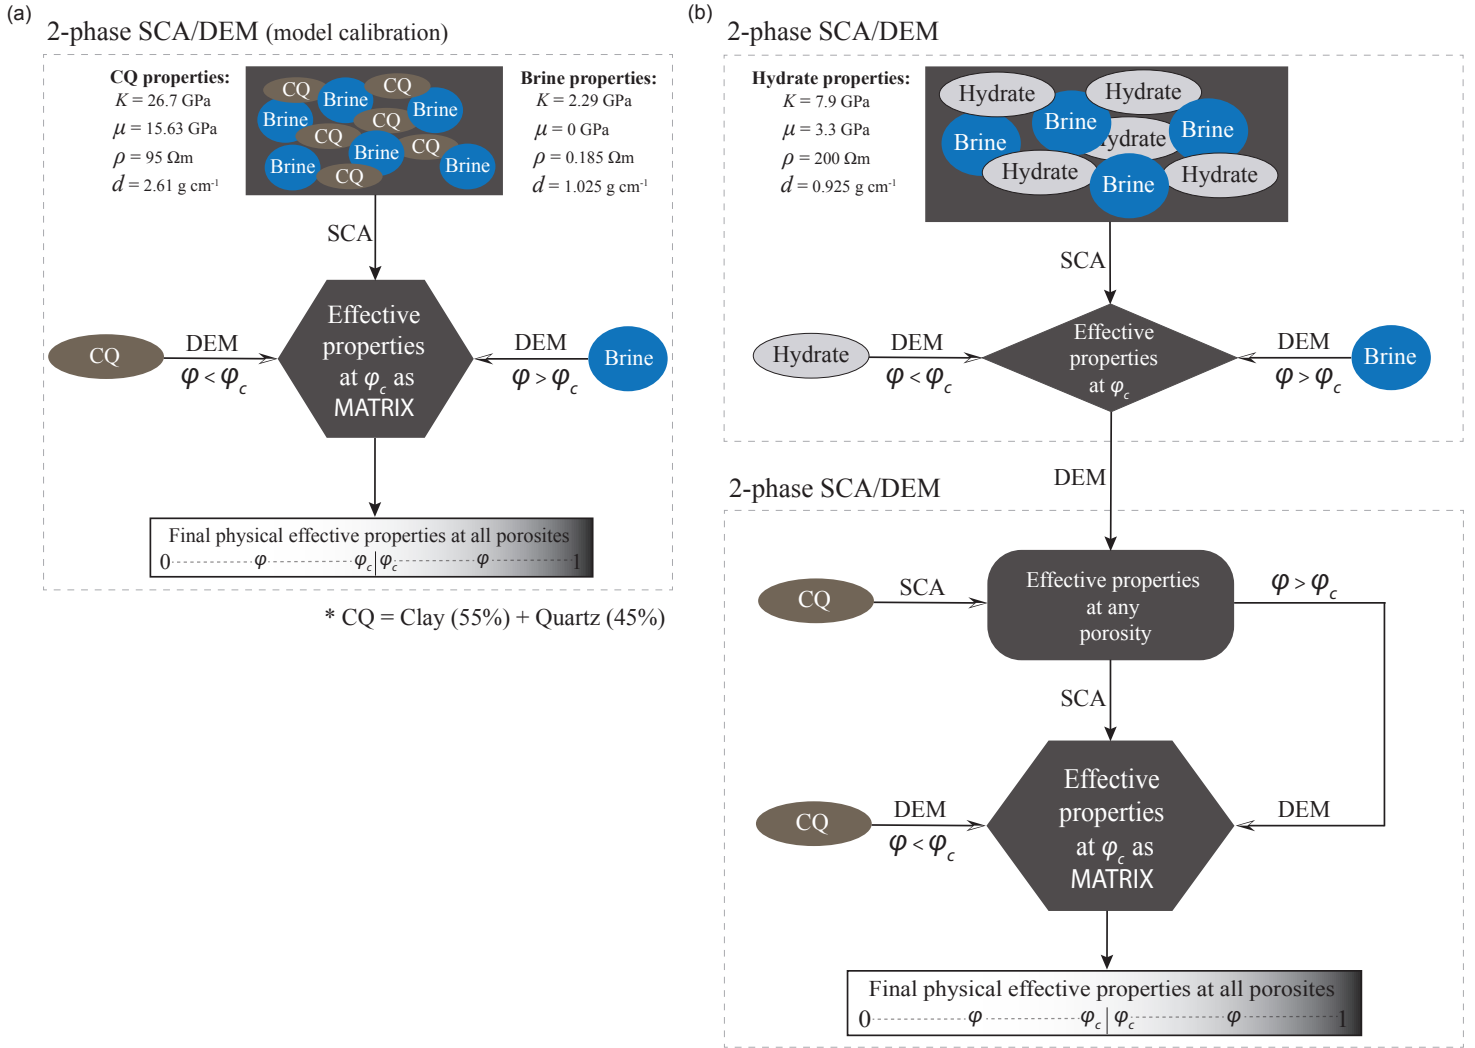 (a)
2-phase SCA/DEM (model calibration)
CQ properties:
K = 26.7 GPa
μ = 15.63 GPa
ρ = 95 Ωm
d = 2.61 g cm⁻¹
CQ
Brine
CQ
Brine
Brine
CQ
CQ
CQ
Brine
Brine
Brine
CQ
Brine properties:
K = 2.29 GPa
μ = 0 GPa
ρ = 0.185 Ωm
d = 1.025 g cm⁻¹
SCA
CQ
DEM
φ < φc
Effective
properties
at φc as
MATRIX
DEM
φ > φc
Brine
Final physical effective properties at all porosites
0 φ φc φc φ 1
* CQ = Clay (55%) + Quartz (45%)
(b)
2-phase SCA/DEM
Hydrate properties:
K = 7.9 GPa
μ = 3.3 GPa
ρ = 200 Ωm
d = 0.925 g cm⁻¹
Hydrate
Hydrate
Brine
Brine
Brine
ydrate
Hydrate
Brine
Hydrate
SCA
Hydrate
DEM
φ < φc
Effective
properties
at φc
DEM
φ > φc
Brine
DEM
2-phase SCA/DEM
CQ
SCA
Effective properties
at any
porosity
φ > φc
SCA
CQ
DEM
φ < φc
Effective
properties
at φc as
MATRIX
DEM
Final physical effective properties at all porosites
0 φ φc φc φ 1